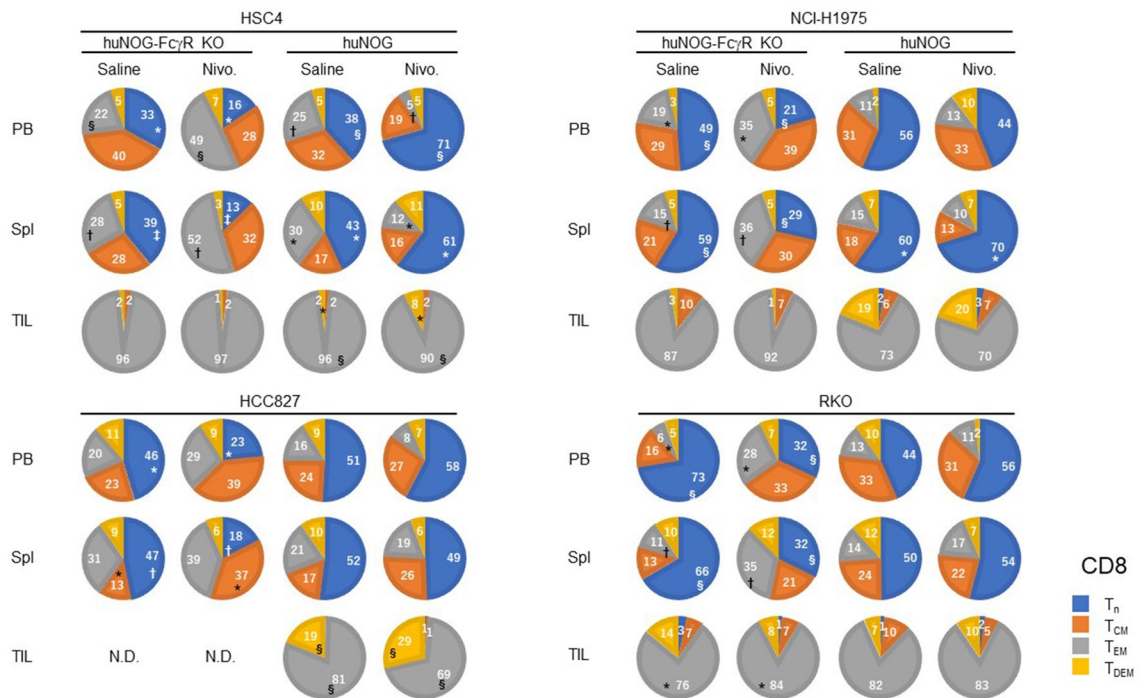 HSC4
huNOG-FcγR KO huNOG
Saline Nivo. Saline Nivo.
PB
33 * 40 22 § 5
16 * 28 49 § 7
38 § 32 25 † 5
71 § 19 5 † 5
Spl
39 ‡ 28 28 † 5
13 ‡ 32 52 † 3
43 * 17 30 * 10
61 * 16 12 * 11
TIL
2 96 2
2 97 1
2 96 § 2 *
2 90 § 8 *
NCI-H1975
huNOG-FcγR KO huNOG
Saline Nivo. Saline Nivo.
49 § 29 19 * 3
21 § 39 35 * 5
56 31 11 2
44 33 13 10
59 § 21 15 † 5
29 § 30 36 † 5
60 * 18 15 7
70 * 13 10 7
10 87 3
7 92 1
2 6 73 19
3 7 70 20
HCC827
PB
46 * 23 20 11
23 * 39 29 9
51 24 16 9
58 27 8 7
Spl
47 † 13 * 31 9
18 † 37 * 39 6
52 17 21 10
49 26 19 6
TIL
N.D. N.D.
81 § 19 §
1 1 69 § 29 §
RKO
PB
73 § 16 6 * 5
32 § 33 28 * 7
44 33 13 10
56 31 11 2
Spl
66 § 13 11 † 10
32 § 21 35 † 12
50 24 14 12
54 22 17 7
TIL
3 7 * 76 14
1 7 * 84 8
1 10 82 7
2 5 83 10
CD8
Tn
TCM
TEM
TDEM